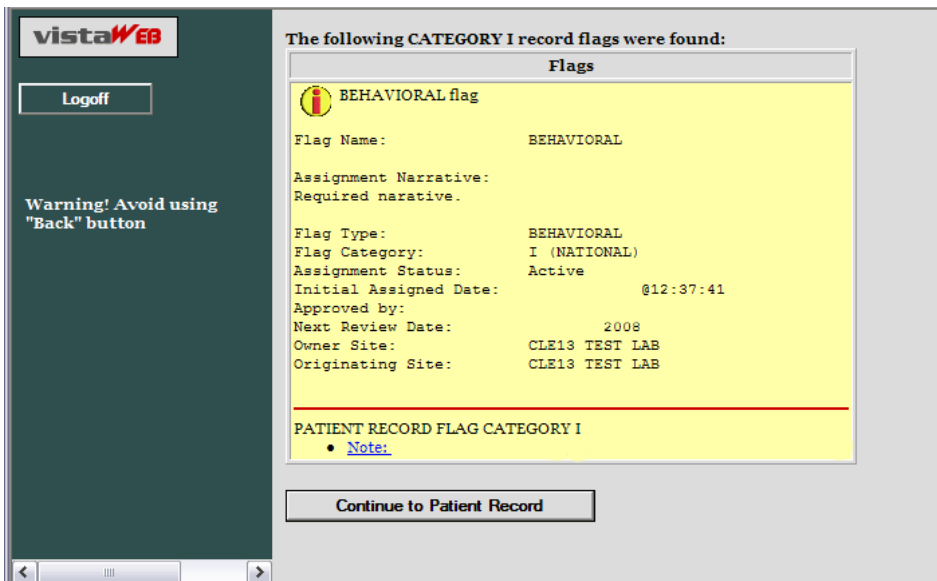 vistaWEB
Logoff
Warning! Avoid using
"Back" button
The following CATEGORY I record flags were found:
Flags
i BEHAVIORAL flag
Flag Name: BEHAVIORAL
Assignment Narrative:
Required narative.
Flag Type: BEHAVIORAL
Flag Category: I (NATIONAL)
Assignment Status: Active
Initial Assigned Date: @12:37:41
Approved by:
Next Review Date: 2008
Owner Site: CLE13 TEST LAB
Originating Site: CLE13 TEST LAB
PATIENT RECORD FLAG CATEGORY I
• Note:
Continue to Patient Record